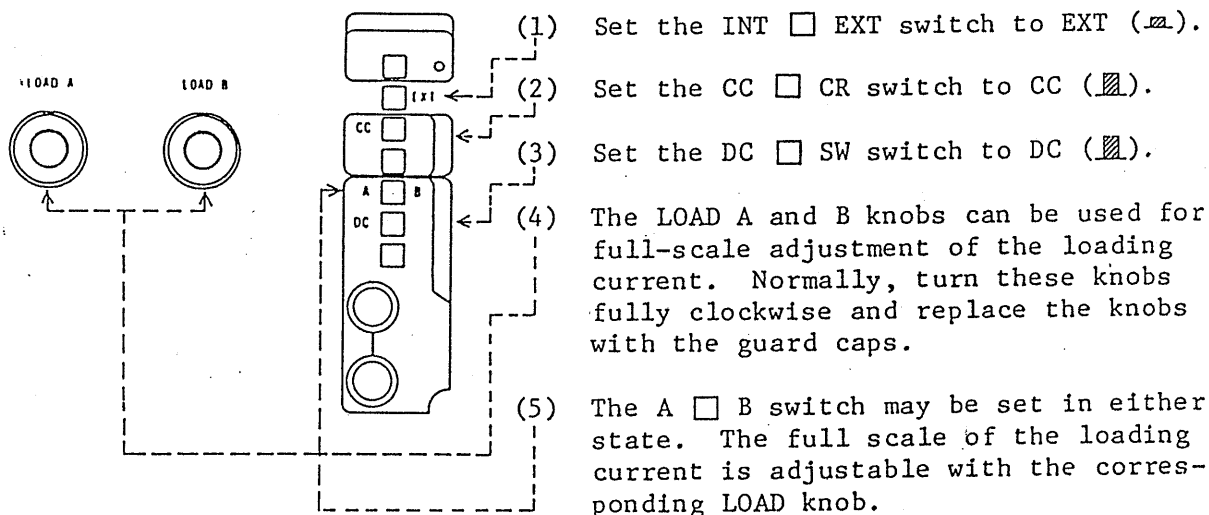 LOAD A
LOAD B
EXT
CC
A B
DC
(1) Set the INT □ EXT switch to EXT ( ).
(2) Set the CC □ CR switch to CC ( ).
(3) Set the DC □ SW switch to DC ( ).
(4) The LOAD A and B knobs can be used for
full-scale adjustment of the loading
current. Normally, turn these knobs
fully clockwise and replace the knobs
with the guard caps.
(5) The A □ B switch may be set in either
state. The full scale of the loading
current is adjustable with the corres-
ponding LOAD knob.